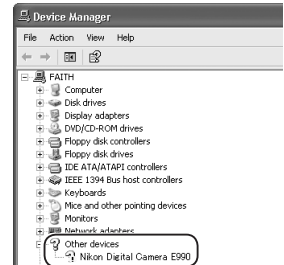 Device Manager
File Action View Help
FAITH
Computer
Disk drives
Display adapters
DVD/CD-ROM drives
Floppy disk controllers
Floppy disk drives
IDE ATA/ATAPI controllers
IEEE 1394 Bus host controllers
Keyboards
Mice and other pointing devices
Monitors
Network adapters
Other devices
Nikon Digital Camera E990